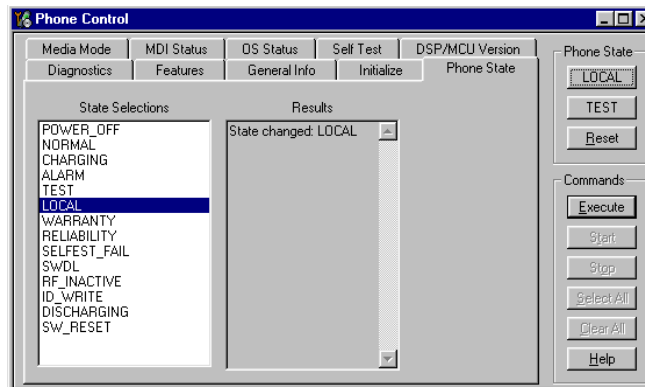 Phone Control
Media Mode
MDI Status
OS Status
Self Test
DSP/MCU Version
Diagnostics
Features
General Info
Initialize
Phone State
State Selections
POWER_OFF
NORMAL
CHARGING
ALARM
TEST
LOCAL
WARRANTY
RELIABILITY
SELFEST_FAIL
SWDL
RF_INACTIVE
ID_WRITE
DISCHARGING
SW_RESET
Results
State changed: LOCAL
Phone State
LOCAL
TEST
Reset
Commands
Execute
Start
Stop
Select All
Clear All
Help